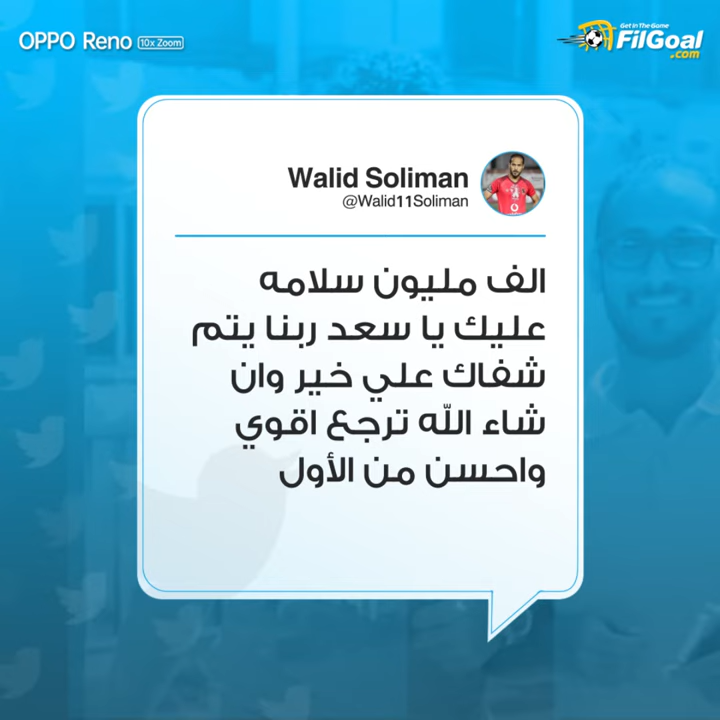 OPPO Reno 10x Zoom
Get in The Game
FilGoal
.com
Walid Soliman
@Walid11Soliman
الف مليون سلامه
عليك يا سعد ربنا يتم
شفاك علي خير وان
شاء الله ترجع اقوي
واحسن من الأول